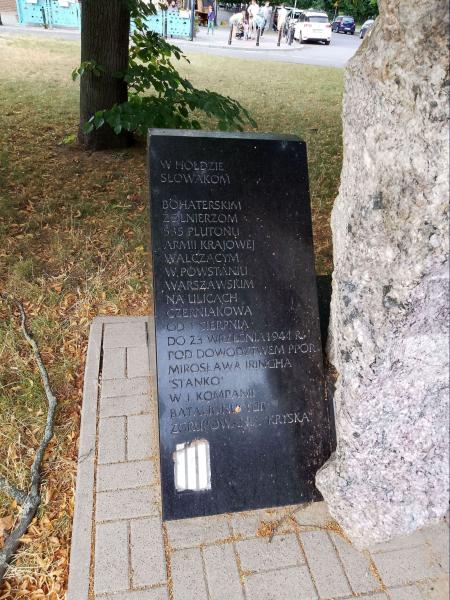 W HOŁDZIE
SŁOWAKOM
BOHATERSKIM
ŻOŁNIERZOM
535 PLUTONU
ARMII KRAJOWEJ
WALCZĄCYM
W POWSTANIU
WARSZAWSKIM
NA ULICACH
CZERNIAKOWA
OD 1 SIERPNIA
DO 23 WRZEŚNIA 1944 R.
POD DOWÓDZTWEM PPOR.
MIROSŁAWA IRINGHA
"STANKO"
W 1 KOMPANII
ZGRUPOWANIA "KRYSKA"